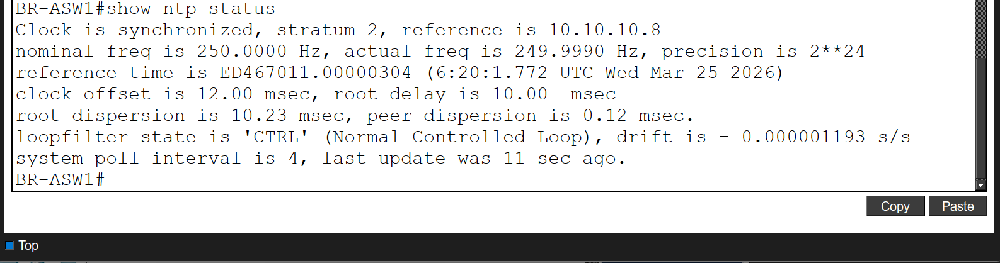 BR-ASW1#show ntp status
Clock is synchronized, stratum 2, reference is 10.10.10.8
nominal freq is 250.0000 Hz, actual freq is 249.9990 Hz, precision is 2**24
reference time is ED467011.00000304 (6:20:1.772 UTC Wed Mar 25 2026)
clock offset is 12.00 msec, root delay is 10.00  msec
root dispersion is 10.23 msec, peer dispersion is 0.12 msec.
loopfilter state is 'CTRL' (Normal Controlled Loop), drift is - 0.000001193 s/s
system poll interval is 4, last update was 11 sec ago.
BR-ASW1#
Copy Paste
Top